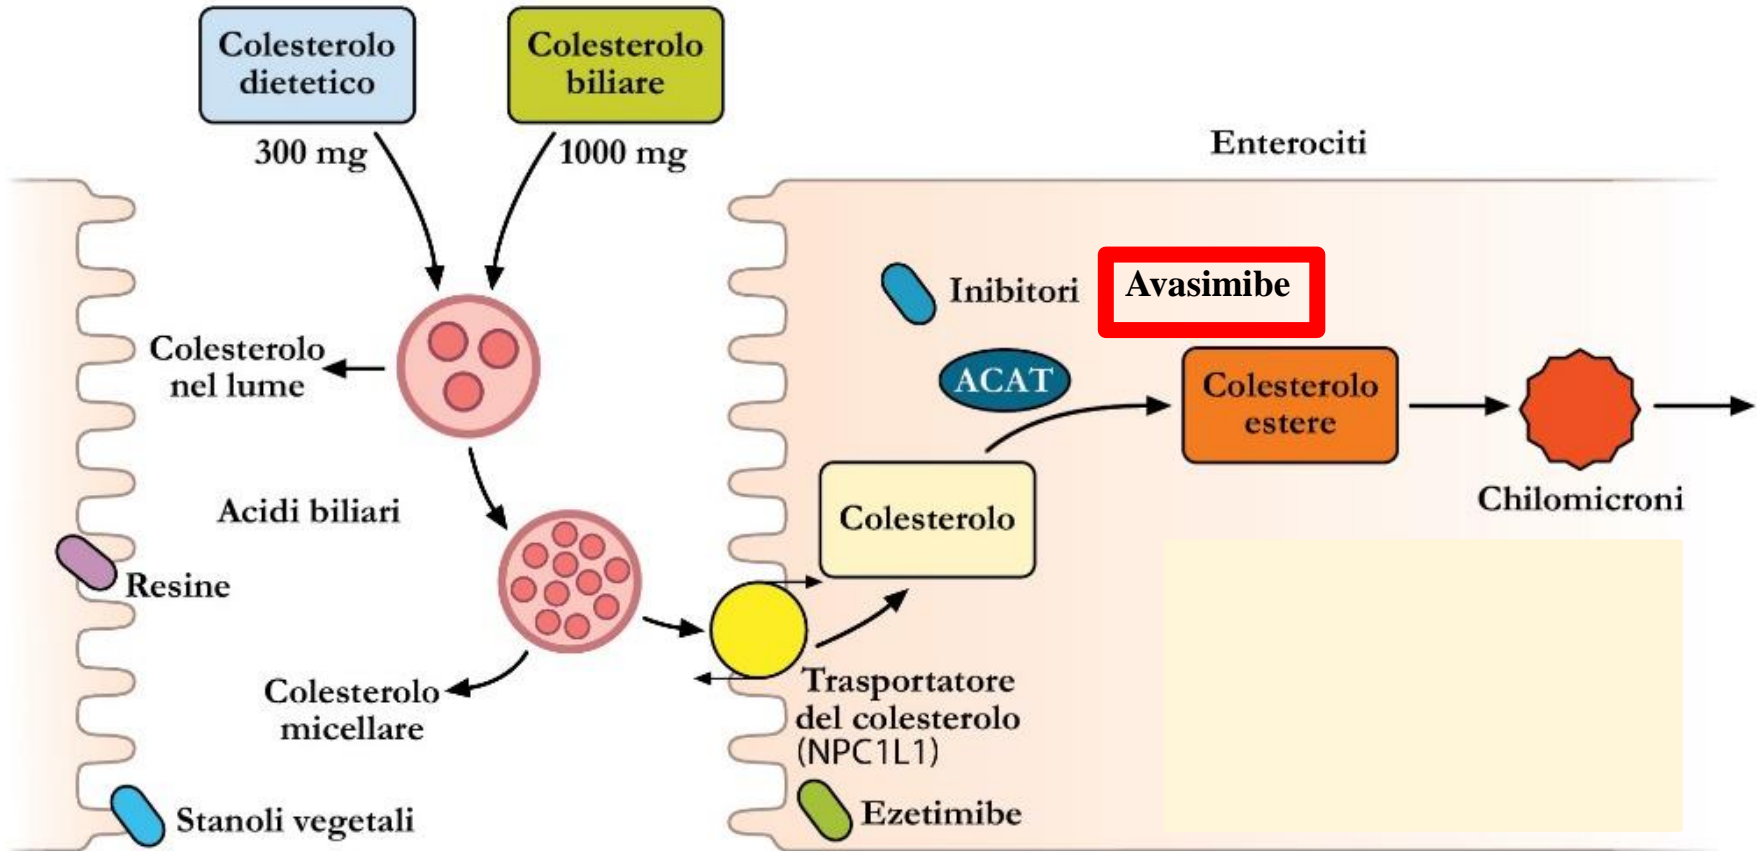 Colesterolo
dietetico
Colesterolo
biliare
300 mg
1000 mg
Enterociti
Inibitori
Avasimibe
Colesterolo
nel lume
ACAT
Colesterolo
estere
Chilomicroni
Acidi biliari
Colesterolo
Resine
Colesterolo
micellare
Trasportatore
del colesterolo
(NPC1L1)
Stanoli vegetali
Ezetimibe